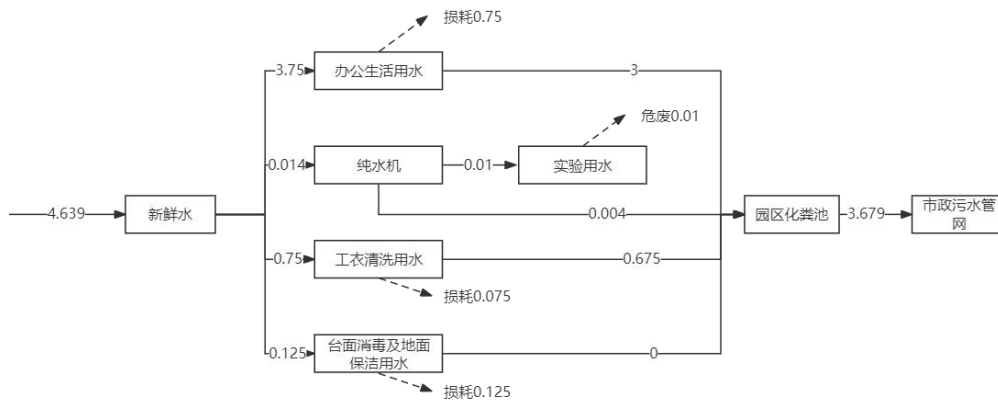 损耗0.75
3.75
办公生活用水
3
危废0.01
0.014
纯水机
0.01
实验用水
4.639
新鲜水
0.004
园区化粪池
3.679
市政污水管
网
0.75
工衣清洗用水
0.675
损耗0.075
0.125
台面消毒及地面
保洁用水
0
损耗0.125